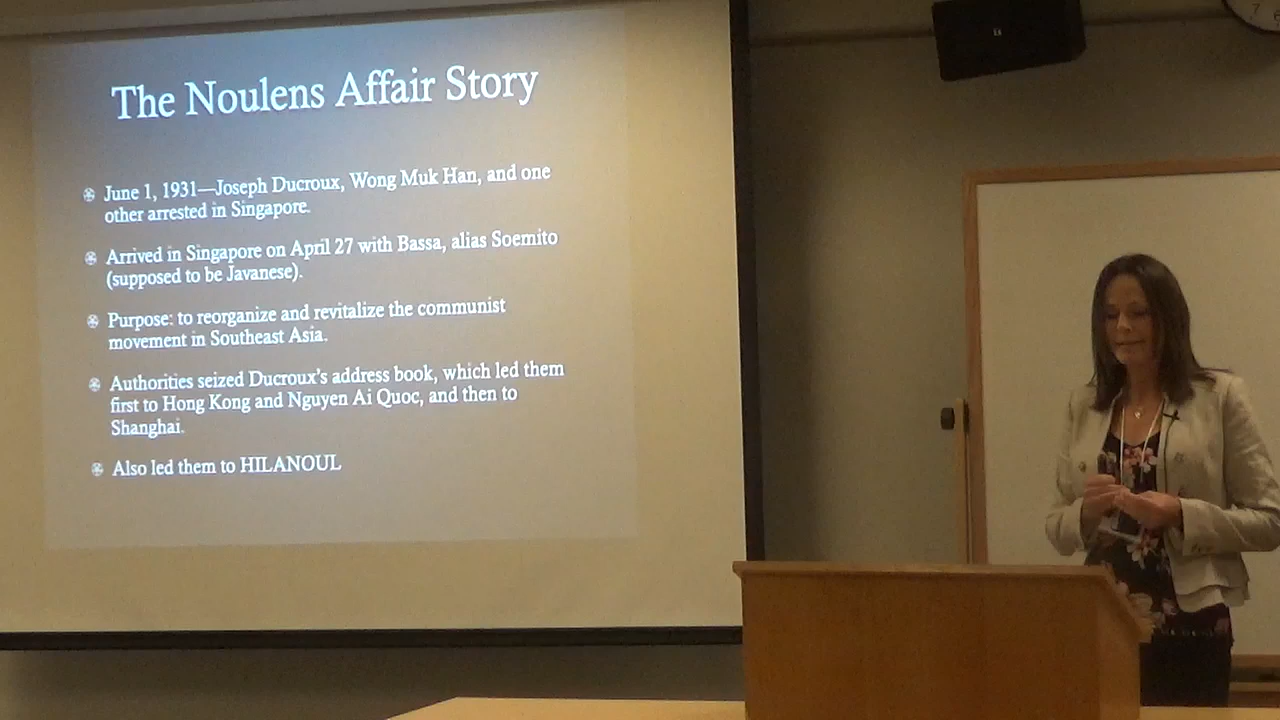 The Noulens Affair Story
June 1, 1931—Joseph Ducroux, Wong Muk Han, and one
other arrested in Singapore.
Arrived in Singapore on April 27 with Bassa, alias Soemito
(supposed to be Javanese).
Purpose: to reorganize and revitalize the communist
movement in Southeast Asia.
Authorities seized Ducroux's address book, which led them
first to Hong Kong and Nguyen Ai Quoc, and then to
Shanghai.
Also led them to HILANOUL
7
6